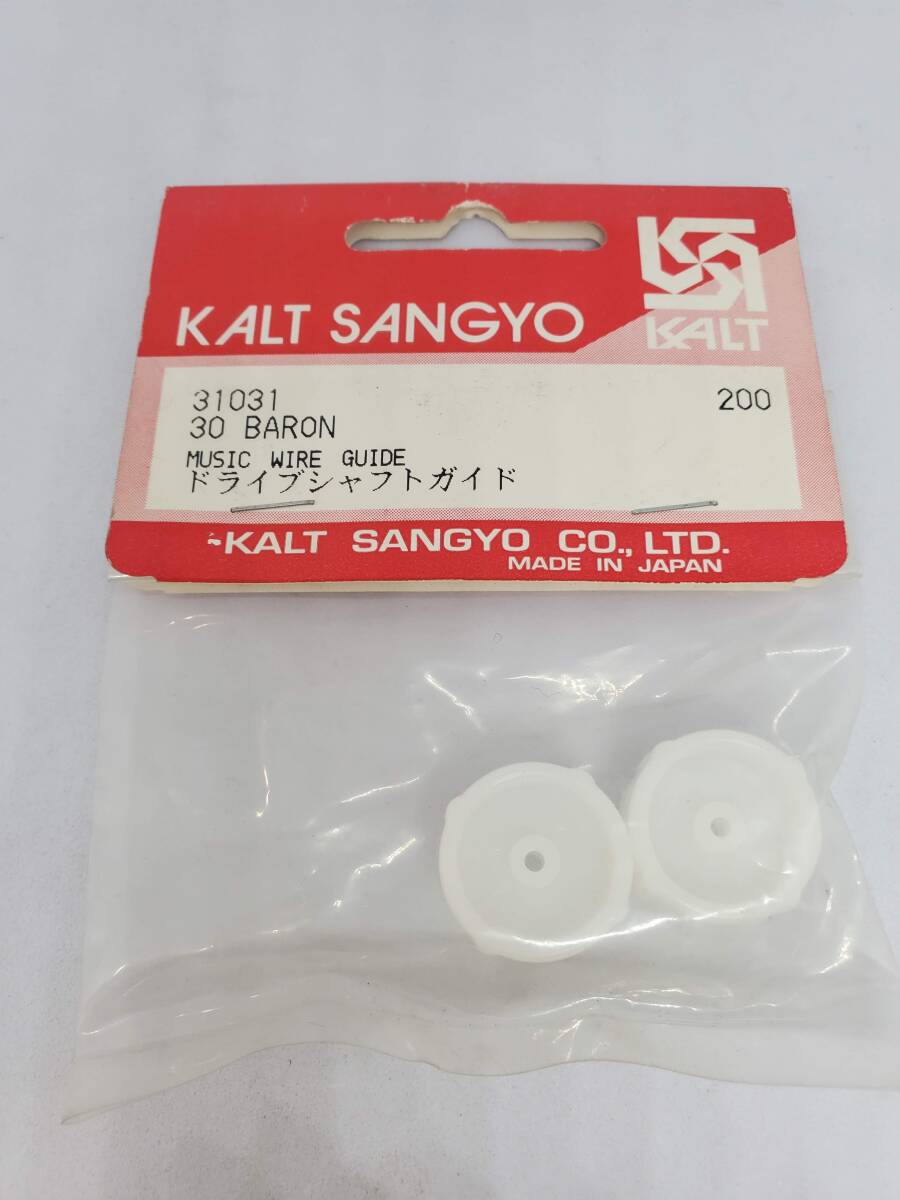 KALT SANGYO
KALT
31031
200
30 BARON
MUSIC WIRE GUIDE
ドライブシャフトガイド
KALT SANGYO CO., LTD.
MADE IN JAPAN